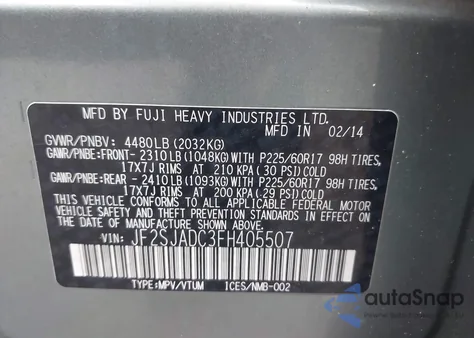 MFD BY FUJI HEAVY INDUSTRIES LTD.
MFD IN 02/14
GVWR/PNBV: 4480LB (2032KG)
GAWR/PNBE:FRONT- 2310LB (1048KG)WITH P225/60R17 98H TIRES,
17X7J RIMS AT 210 KPA ( 30 PSI)COLD
GAWR/PNBE:REAR - 2410LB (1093KG)WITH P225/60R17 98H TIRES,
17X7J RIMS AT 200 KPA ( 29 PSI)COLD
THIS VEHICLE CONFORMS TO ALL APPLICABLE FEDERAL MOTOR
VEHICLE SAFETY AND BUMPER STANDARDS IN EFFECT ON
THE DATE OF MANUFACTURE SHOWN ABOVE.
VIN: JF2SJADC3FH405507
TYPE:MPV/VTUM ICES/NMB-002
autoSnap